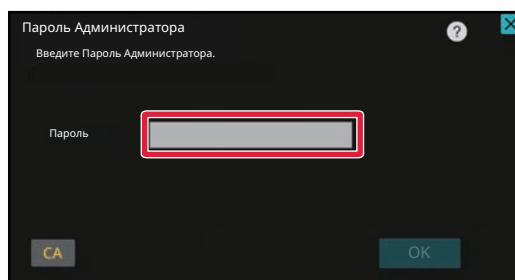 Пароль Администратора
Введите Пароль Администратора.
Пароль
CA
OK